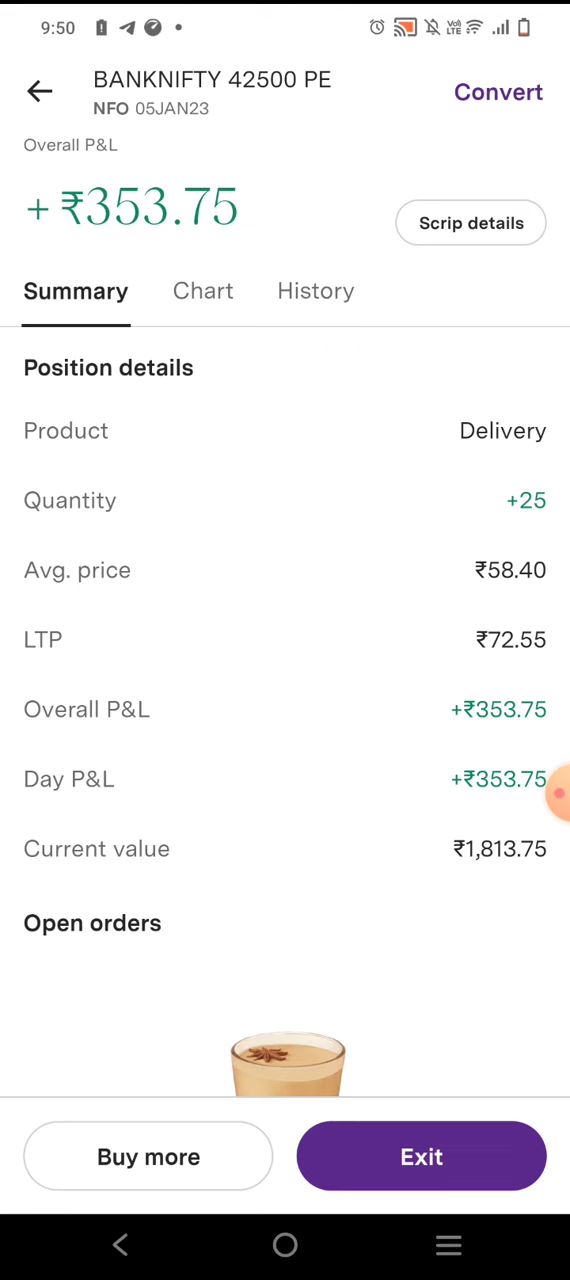 9:50
Vo)
LTE
BANKNIFTY 42500 PE
Convert
NFO 05JAN23
Overall P&L
+ ₹353.75
Scrip details
Summary Chart History
Position details
Product Delivery
Quantity +25
Avg. price ₹58.40
LTP ₹72.55
Overall P&L +₹353.75
Day P&L +₹353.75
Current value ₹1,813.75
Open orders
Buy more Exit